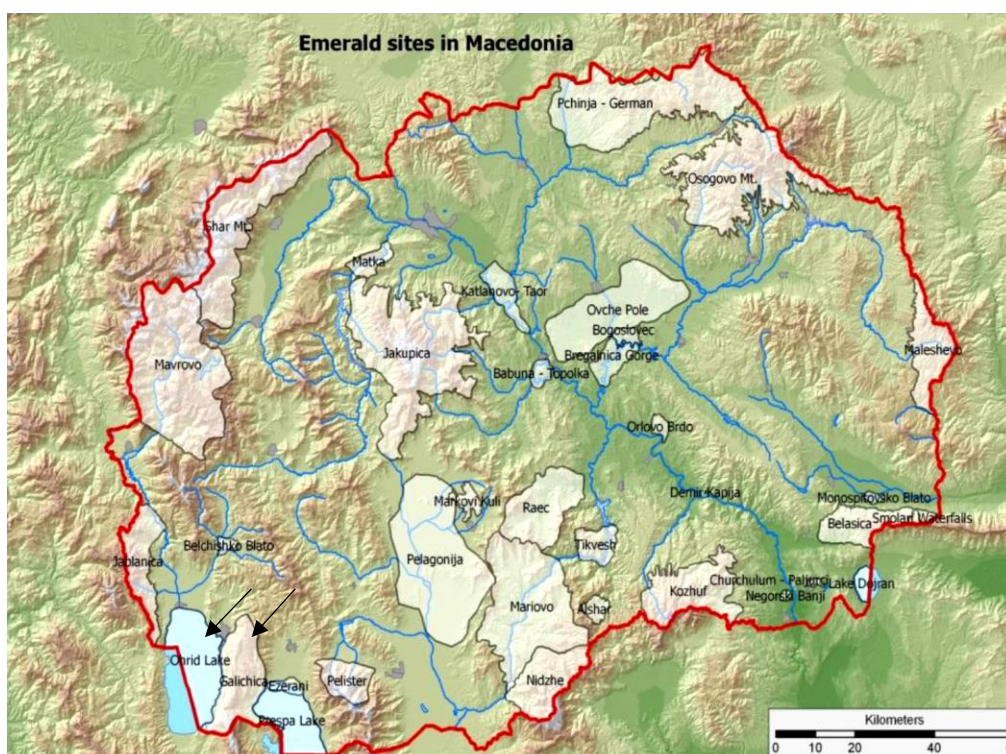 Emerald sites in Macedonia
Pchinja - German
Osogovo Mt.
Shar Mt.
Matka
Katlanovo- Taor
Ovche Pole
Bogoslovec
Mavrovo
Jakupica
Bregalnica Gorge
Maleshevo
Babuna - Topolka
Orlovo Brdo
Markovi Kuli
Raec
Demir Kapija
Monospitovsko Blato
Belasica
Smolari Waterfalls
Belchishko Blato
Pelagonija
Tikvesh
Jablanica
Kozhuf
Churchulum - Paljorci
Lake Dojran
Negorski Banji
Mariovo
Alshar
Ohrid Lake
Galichica
Ezerani
Pelister
Nidzhe
Prespa Lake
Kilometers
0 10 20 40